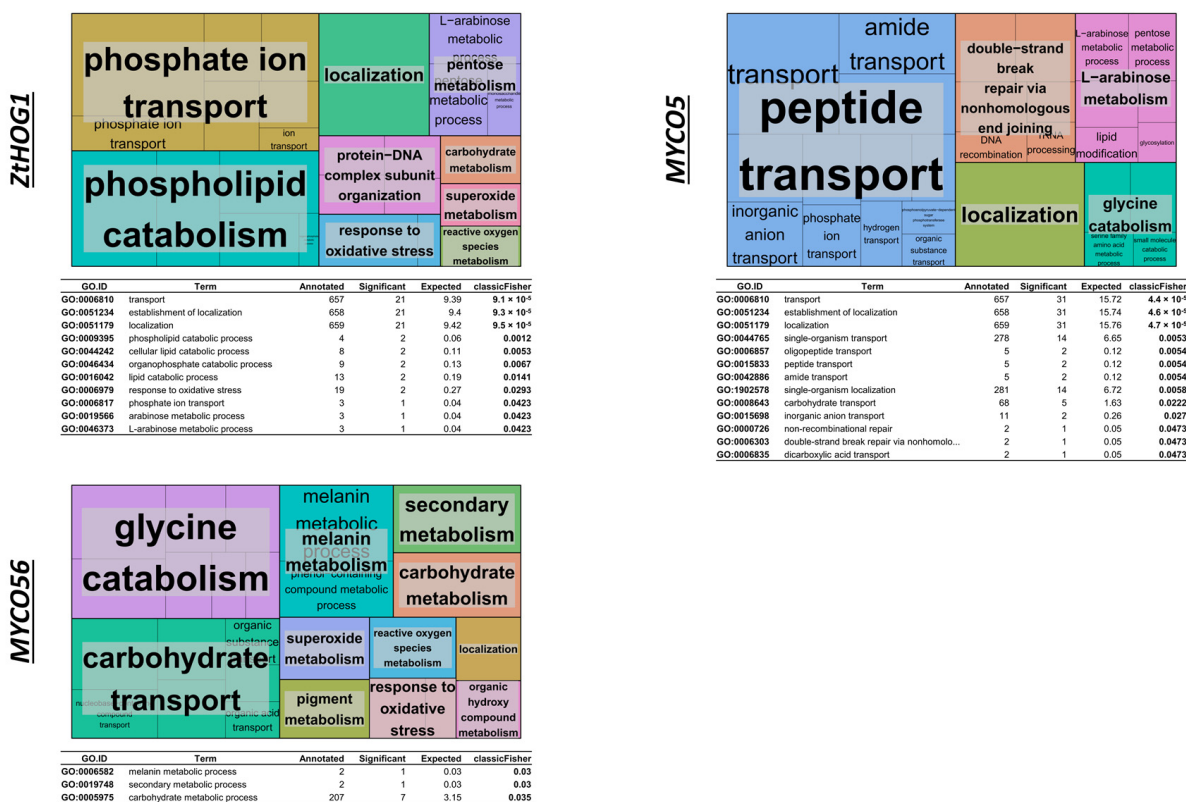 ZtHOG1
phosphate ion
transport
phosphate ion
transport
ion
transport
phospholipid
catabolism
localization
L−arabinose
metabolic
process
pentose
metabolism
pentose
metabolic
process
metabolic
process
protein−DNA
complex subunit
organization
carbohydrate
metabolism
superoxide
metabolism
response to
oxidative stress
reactive oxygen
species
metabolism
GO.ID Term Annotated Significant Expected classicFisher
GO:0006810 transport 657 21 9.39 9.1 × 10⁻⁵
GO:0051234 establishment of localization 658 21 9.4 9.3 × 10⁻⁵
GO:0051179 localization 659 21 9.42 9.5 × 10⁻⁵
GO:0009395 phospholipid catabolic process 4 2 0.06 0.0012
GO:0044242 cellular lipid catabolic process 8 2 0.11 0.0053
GO:0046434 organophosphate catabolic process 9 2 0.13 0.0067
GO:0016042 lipid catabolic process 13 2 0.19 0.0141
GO:0006979 response to oxidative stress 19 2 0.27 0.0293
GO:0006817 phosphate ion transport 3 1 0.04 0.0423
GO:0019566 arabinose metabolic process 3 1 0.04 0.0423
GO:0046373 L-arabinose metabolic process 3 1 0.04 0.0423
MYCO5
transport
amide
transport
peptide
transport
inorganic
anion
transport
phosphate
ion
transport
hydrogen
transport
organic
substance
transport
double−strand
break
repair via
nonhomologous
end joining
DNA
recombination
processing
L−arabinose
metabolic
process
pentose
metabolic
process
L−arabinose
metabolism
lipid
modification
glycosylation
localization
glycine
catabolism
serine family
amino acid
metabolic
process
small molecule
catabolic
process
GO.ID Term Annotated Significant Expected classicFisher
GO:0006810 transport 657 31 15.72 4.4 × 10⁻⁵
GO:0051234 establishment of localization 658 31 15.74 4.6 × 10⁻⁵
GO:0051179 localization 659 31 15.76 4.7 × 10⁻⁵
GO:0044765 single-organism transport 278 14 6.65 0.0053
GO:0006857 oligopeptide transport 5 2 0.12 0.0054
GO:0015833 peptide transport 5 2 0.12 0.0054
GO:0042886 amide transport 5 2 0.12 0.0054
GO:1902578 single-organism localization 281 14 6.72 0.0058
GO:0008643 carbohydrate transport 68 5 1.63 0.0222
GO:0015698 inorganic anion transport 11 2 0.26 0.027
GO:0000726 non-recombinational repair 2 1 0.05 0.0473
GO:0006303 double-strand break repair via nonhomolo... 2 1 0.05 0.0473
GO:0006835 dicarboxylic acid transport 2 1 0.05 0.0473
MYCO56
glycine
catabolism
melanin
metabolic
process
melanin
metabolism
phenol−containing
compound metabolic
process
secondary
metabolism
carbohydrate
metabolism
organic
substance
carbohydrate
transport
compound
transport
organic acid
transport
superoxide
metabolism
reactive oxygen
species
metabolism
localization
pigment
metabolism
response to
oxidative
stress
organic
hydroxy
compound
metabolism
GO.ID Term Annotated Significant Expected classicFisher
GO:0006582 melanin metabolic process 2 1 0.03 0.03
GO:0019748 secondary metabolic process 2 1 0.03 0.03
GO:0005975 carbohydrate metabolic process 207 7 3.15 0.035